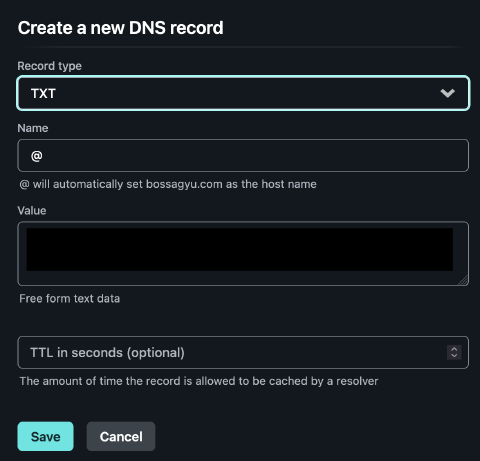 Create a new DNS record
Record type
TXT
Name
@
@ will automatically set bossagyu.com as the host name
Value
Free form text data
TTL in seconds (optional)
The amount of time the record is allowed to be cached by a resolver
Save Cancel